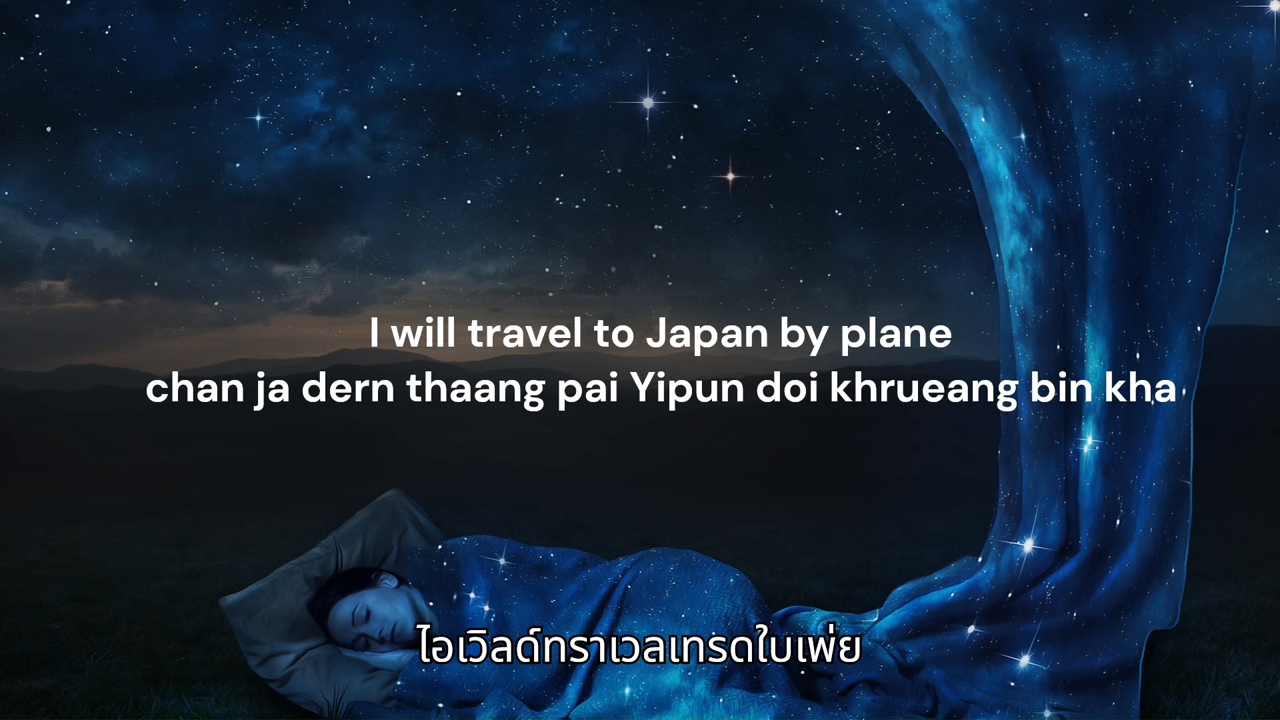 I will travel to Japan by plane
chan ja dern thaang pai Yipun doi khrueang bin kha
ไอเวิลด์ทราเวลเทรดใบเพ่ย